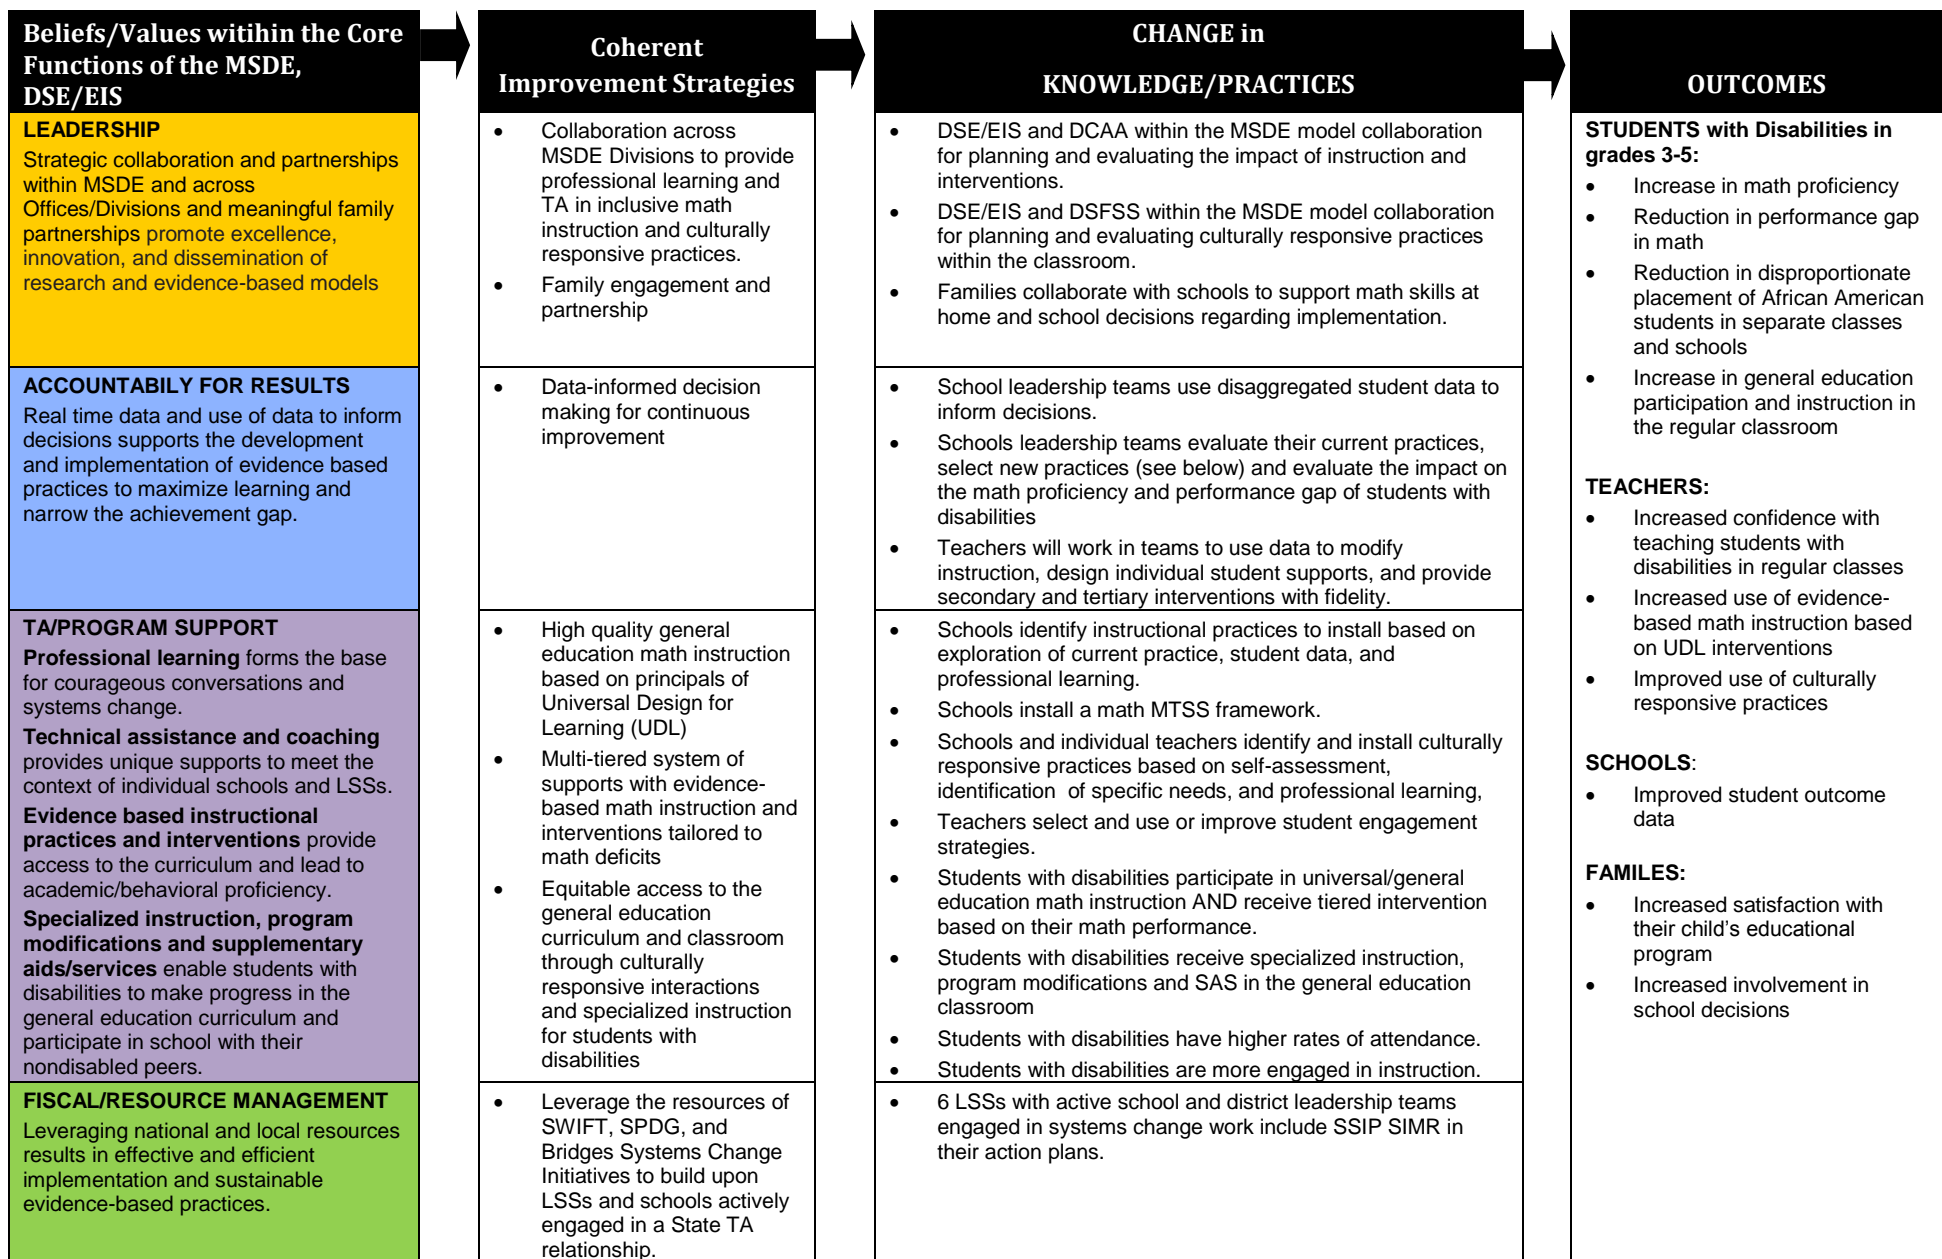 Beliefs/Values witihin the Core
Functions of the MSDE,
DSE/EIS
Coherent
Improvement Strategies
CHANGE in
KNOWLEDGE/PRACTICES
OUTCOMES
LEADERSHIP
Strategic collaboration and partnerships
within MSDE and across
Offices/Divisions and meaningful family
partnerships promote excellence,
innovation, and dissemination of
research and evidence-based models
• Collaboration across
MSDE Divisions to provide
professional learning and
TA in inclusive math
instruction and culturally
responsive practices.
• Family engagement and
partnership
• DSE/EIS and DCAA within the MSDE model collaboration
for planning and evaluating the impact of instruction and
interventions.
• DSE/EIS and DSFSS within the MSDE model collaboration
for planning and evaluating culturally responsive practices
within the classroom.
• Families collaborate with schools to support math skills at
home and school decisions regarding implementation.
ACCOUNTABILY FOR RESULTS
Real time data and use of data to inform
decisions supports the development
and implementation of evidence based
practices to maximize learning and
narrow the achievement gap.
• Data-informed decision
making for continuous
improvement
• School leadership teams use disaggregated student data to
inform decisions.
• Schools leadership teams evaluate their current practices,
select new practices (see below) and evaluate the impact on
the math proficiency and performance gap of students with
disabilities
• Teachers will work in teams to use data to modify
instruction, design individual student supports, and provide
secondary and tertiary interventions with fidelity.
TA/PROGRAM SUPPORT
Professional learning forms the base
for courageous conversations and
systems change.
Technical assistance and coaching
provides unique supports to meet the
context of individual schools and LSSs.
Evidence based instructional
practices and interventions provide
access to the curriculum and lead to
academic/behavioral proficiency.
Specialized instruction, program
modifications and supplementary
aids/services enable students with
disabilities to make progress in the
general education curriculum and
participate in school with their
nondisabled peers.
• High quality general
education math instruction
based on principals of
Universal Design for
Learning (UDL)
• Multi-tiered system of
supports with evidence-
based math instruction and
interventions tailored to
math deficits
• Equitable access to the
general education
curriculum and classroom
through culturally
responsive interactions
and specialized instruction
for students with
disabilities
• Schools identify instructional practices to install based on
exploration of current practice, student data, and
professional learning.
• Schools install a math MTSS framework.
• Schools and individual teachers identify and install culturally
responsive practices based on self-assessment,
identification of specific needs, and professional learning,
• Teachers select and use or improve student engagement
strategies.
• Students with disabilities participate in universal/general
education math instruction AND receive tiered intervention
based on their math performance.
• Students with disabilities receive specialized instruction,
program modifications and SAS in the general education
classroom
• Students with disabilities have higher rates of attendance.
• Students with disabilities are more engaged in instruction.
FISCAL/RESOURCE MANAGEMENT
Leveraging national and local resources
results in effective and efficient
implementation and sustainable
evidence-based practices.
• Leverage the resources of
SWIFT, SPDG, and
Bridges Systems Change
Initiatives to build upon
LSSs and schools actively
engaged in a State TA
relationship.
• 6 LSSs with active school and district leadership teams
engaged in systems change work include SSIP SIMR in
their action plans.
STUDENTS with Disabilities in
grades 3-5:
• Increase in math proficiency
• Reduction in performance gap
in math
• Reduction in disproportionate
placement of African American
students in separate classes
and schools
• Increase in general education
participation and instruction in
the regular classroom
TEACHERS:
• Increased confidence with
teaching students with
disabilities in regular classes
• Increased use of evidence-
based math instruction based
on UDL interventions
• Improved use of culturally
responsive practices
SCHOOLS:
• Improved student outcome
data
FAMILES:
• Increased satisfaction with
their child's educational
program
• Increased involvement in
school decisions